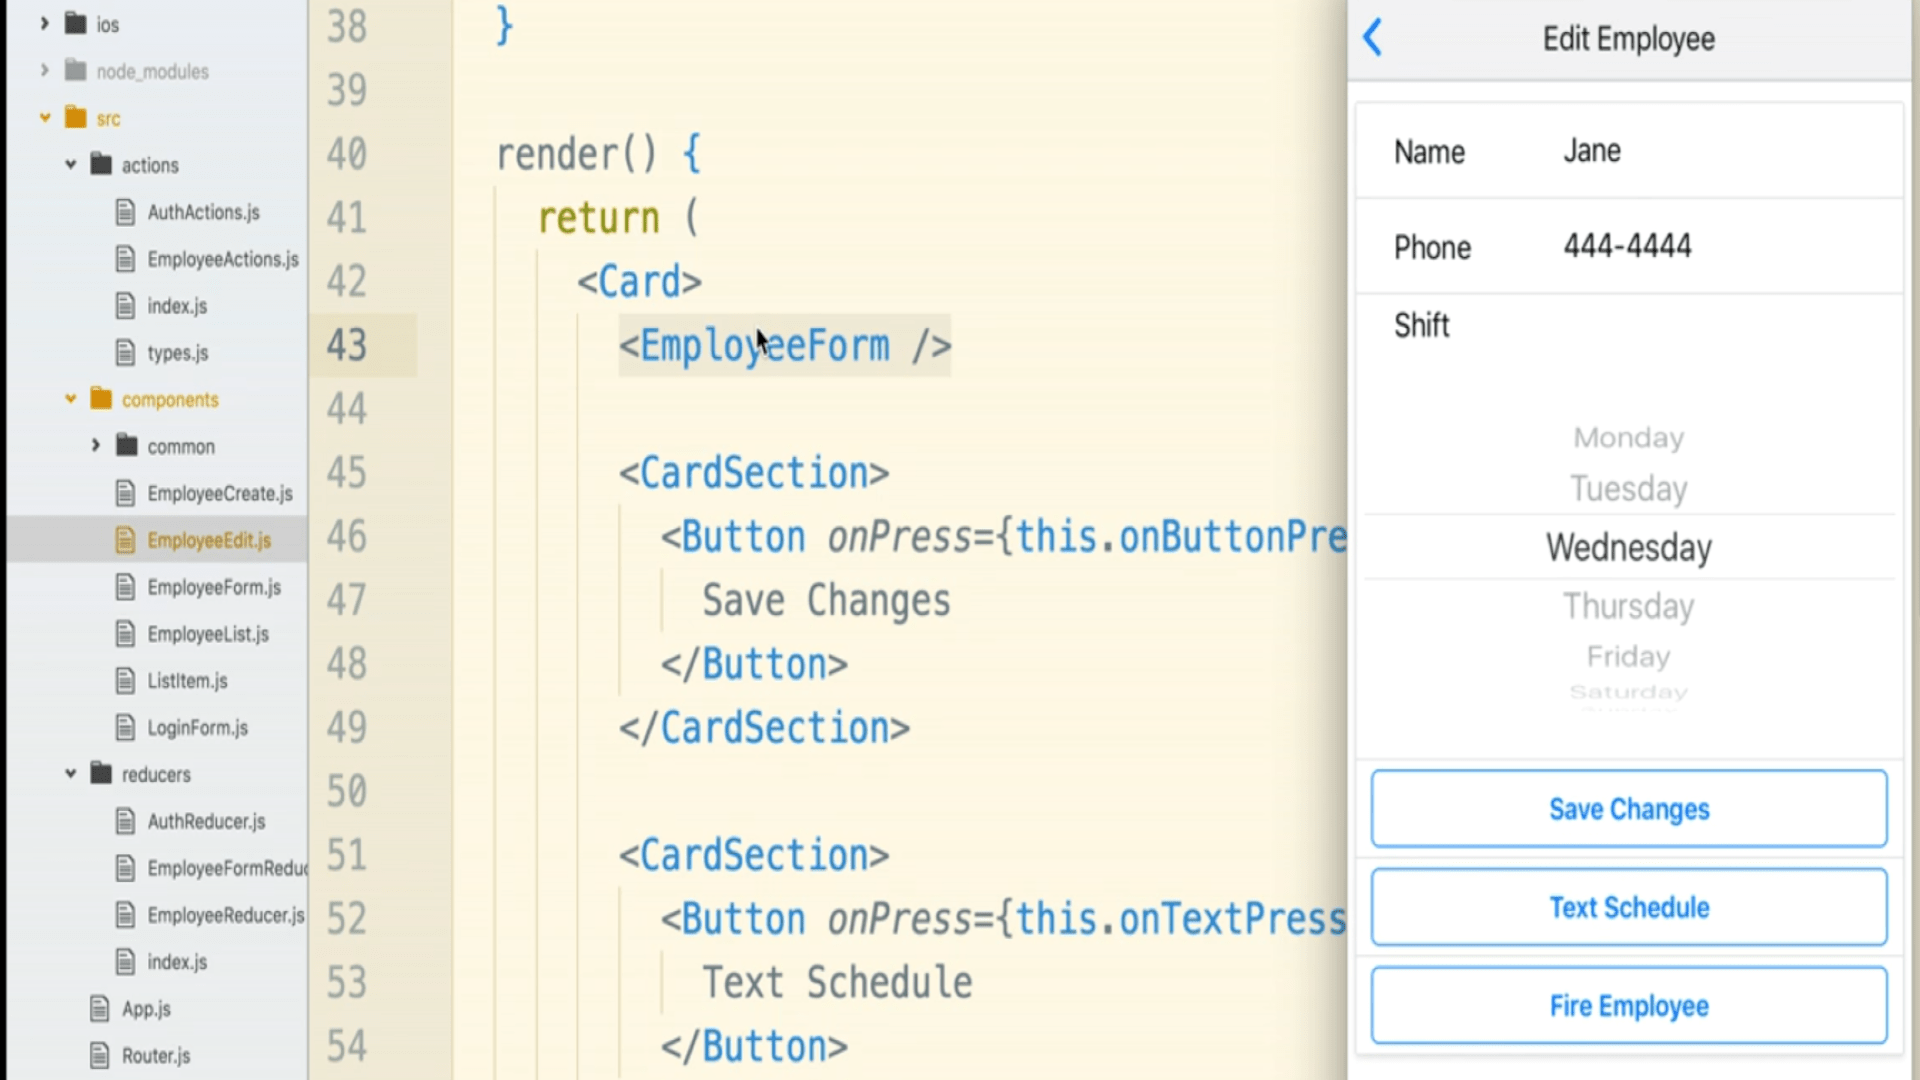 ios
node_modules
src
actions
AuthActions.js
EmployeeActions.js
index.js
types.js
components
common
EmployeeCreate.js
EmployeeEdit.js
EmployeeForm.js
EmployeeList.js
ListItem.js
LoginForm.js
reducers
AuthReducer.js
EmployeeFormReduc
EmployeeReducer.js
index.js
App.js
Router.js
38 }
39
40 render() {
41 return (
42 <Card>
43 <EmployeeForm />
44
45 <CardSection>
46 <Button onPress={this.onButtonPre
47 Save Changes
48 </Button>
49 </CardSection>
50
51 <CardSection>
52 <Button onPress={this.onTextPress
53 Text Schedule
54 </Button>
Edit Employee
Name Jane
Phone 444-4444
Shift
Monday
Tuesday
Wednesday
Thursday
Friday
Saturday
Save Changes
Text Schedule
Fire Employee